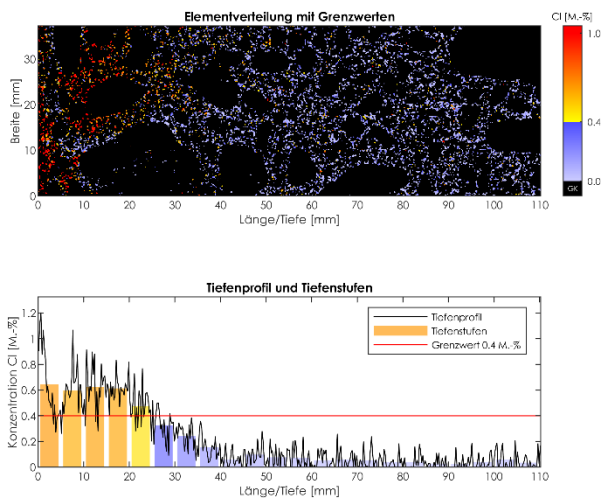 Elementverteilung mit Grenzwerten
Cl [M.-%]
1.0
0.4
0.0
GK
Breite [mm]
30
20
10
0
0 10 20 30 40 50 60 70 80 90 100 110
Länge/Tiefe [mm]
Tiefenprofil und Tiefenstufen
Konzentration Cl [M.-%]
1.2
1
0.8
0.6
0.4
0.2
0
Tiefenprofil
Tiefenstufen
Grenzwert 0.4 M.-%
0 10 20 30 40 50 60 70 80 90 100 110
Länge/Tiefe [mm]